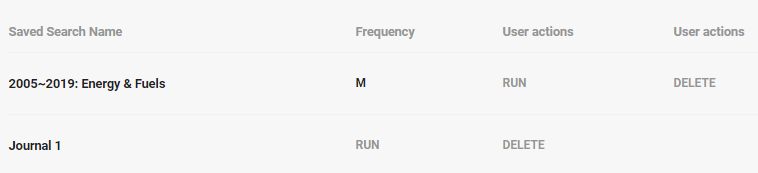 Saved Search Name Frequency User actions User actions
2005~2019: Energy & Fuels M RUN DELETE
Journal 1 RUN DELETE